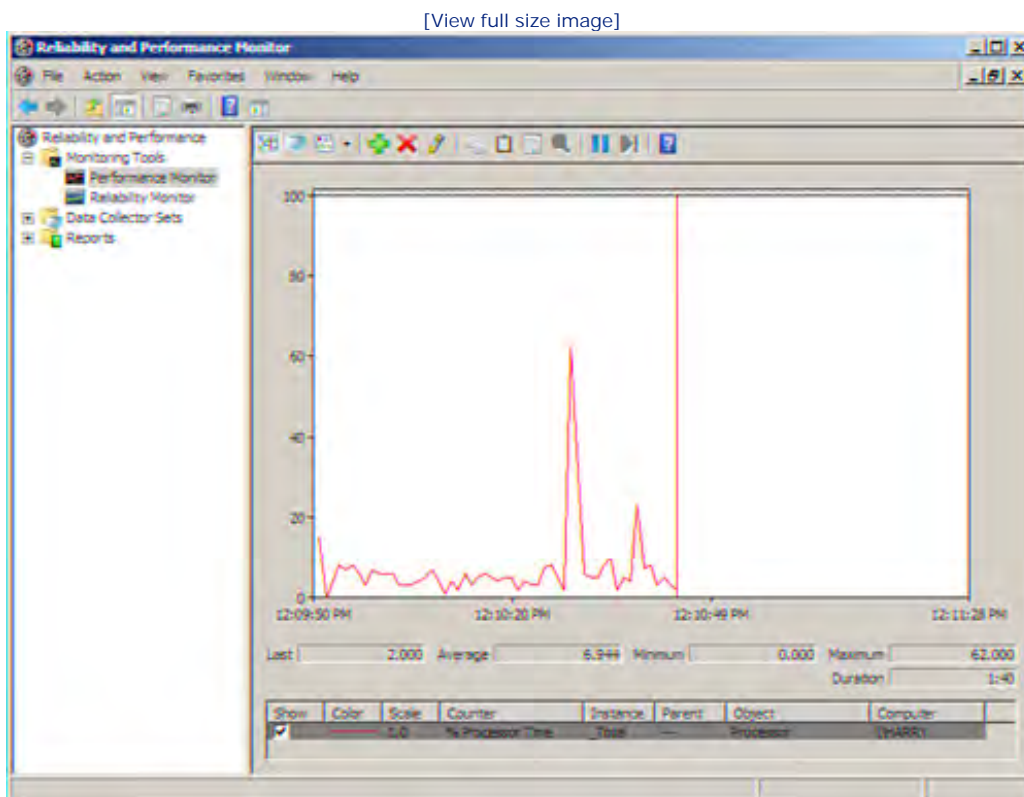 [View full size image]
Reliability and Performance Monitor
File Action View Favorites Window Help
Reliability and Performance
Monitoring Tools
Performance Monitor
Reliability Monitor
Data Collector Sets
Reports
100
80
60
40
20
0
12:09:50 PM 12:10:20 PM 12:10:49 PM 12:11:28 PM
Last 2.000 Average 6.944 Minimum 0.000 Maximum 62.000
Duration 1:40
Show Color Scale Counter Instance Parent Object Computer
1.0 % Processor Time _Total --- Processor \\HARRY